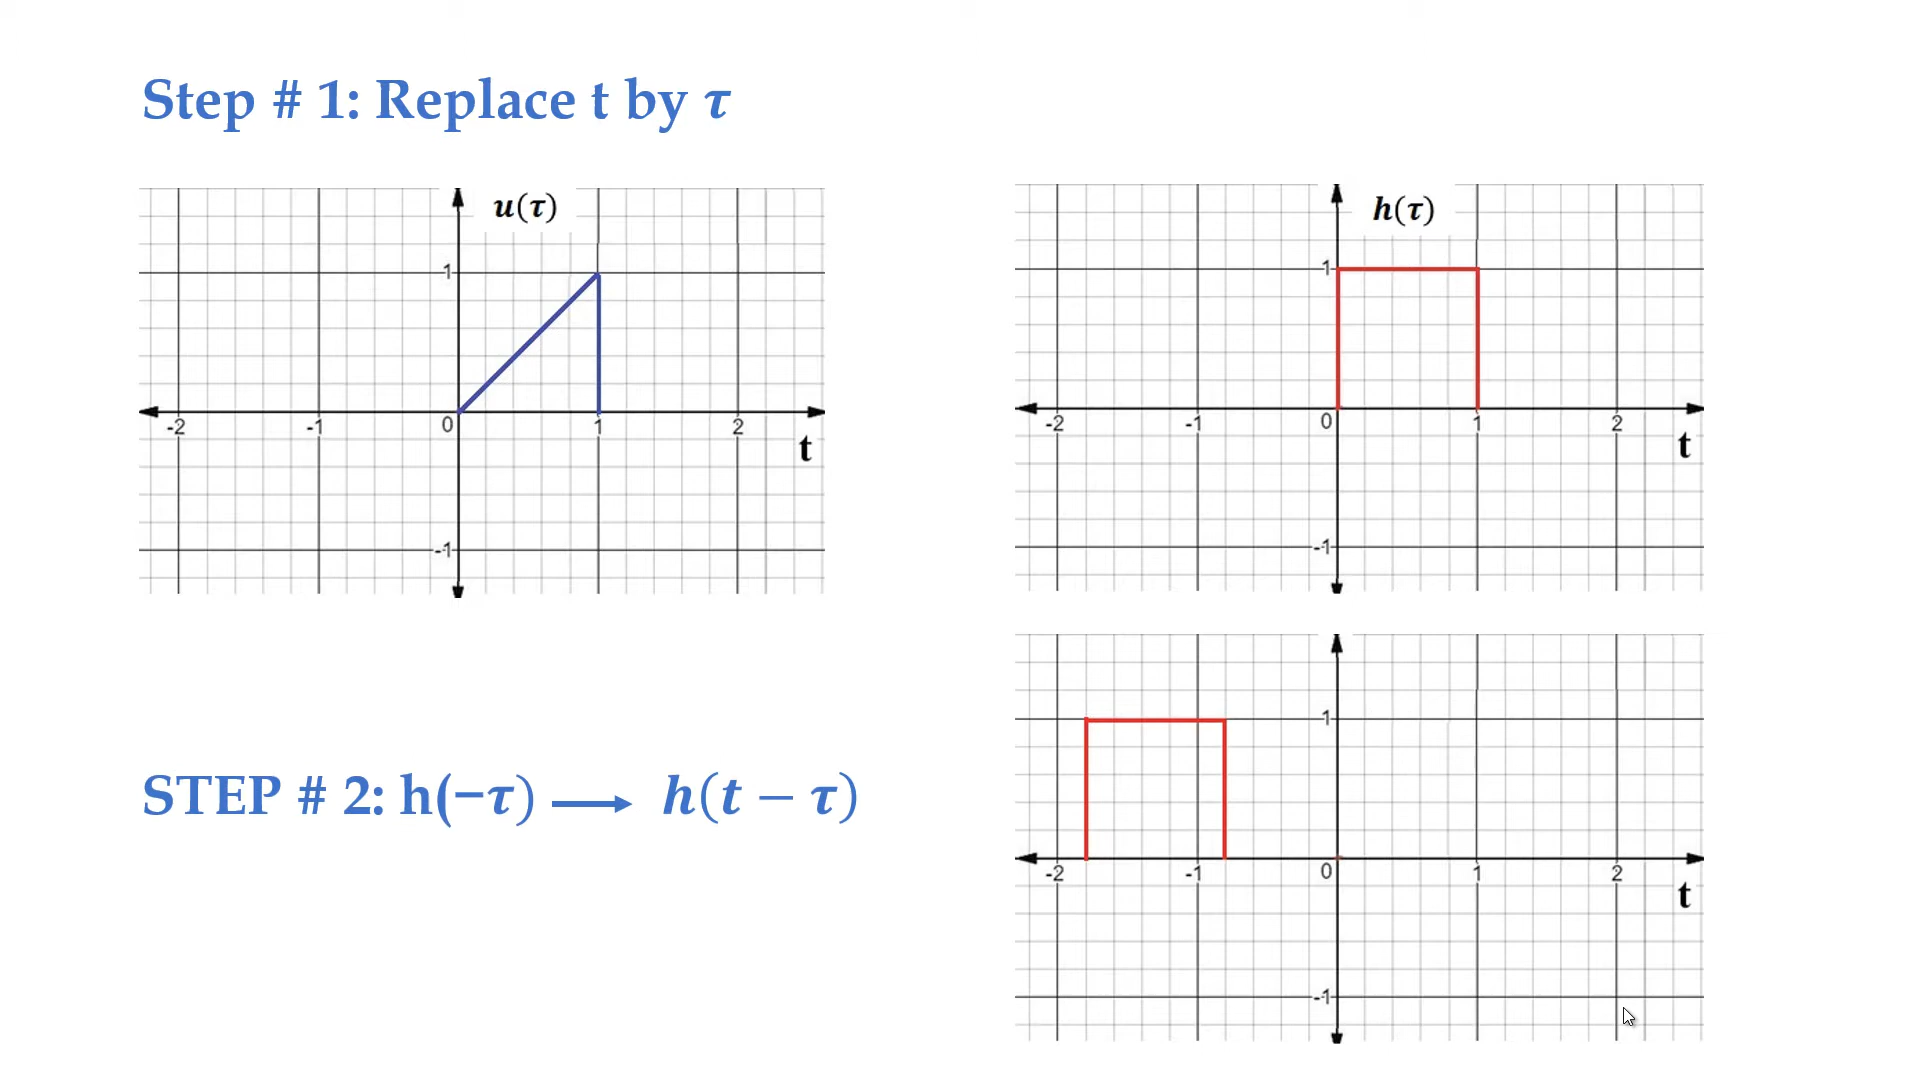 Step # 1: Replace t by τ
u(τ)
1
-2 -1 0 1 2
t
-1
h(τ)
1
-2 -1 0 1 2
t
-1
STEP # 2: h(−τ) ⟶ h(t − τ)
1
-2 -1 0 1 2
t
-1